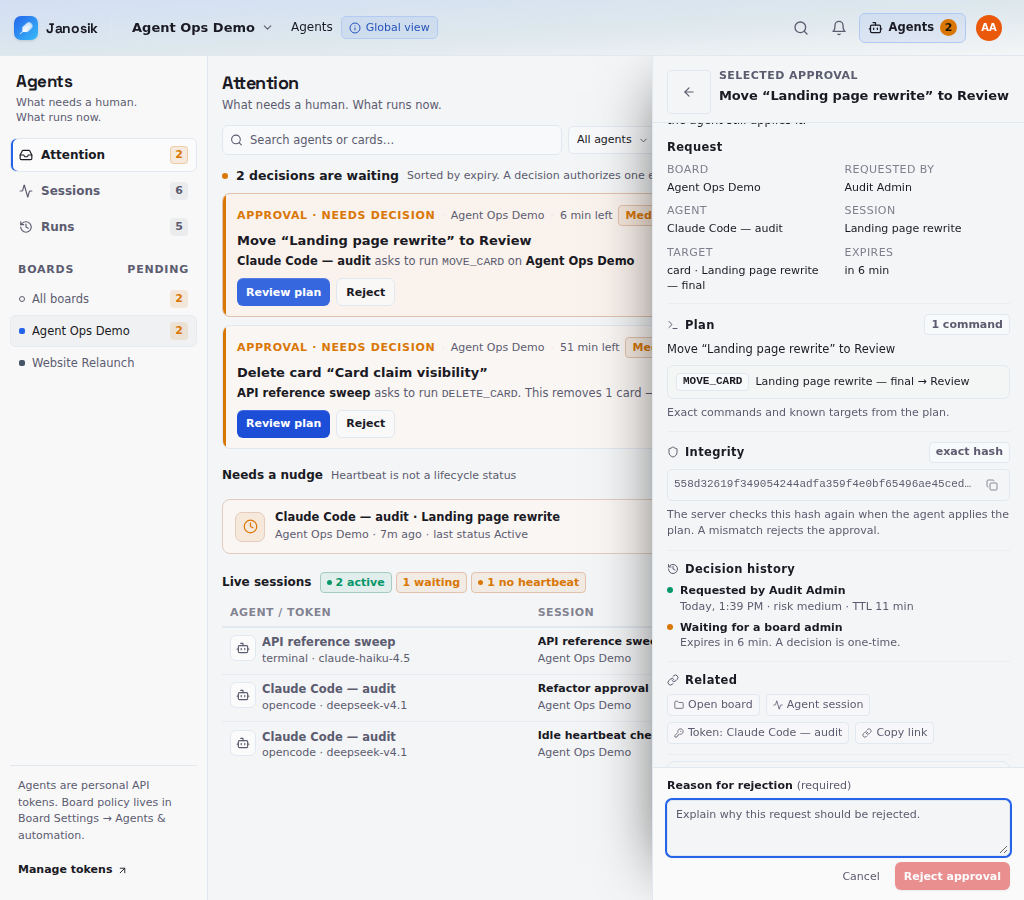 Janosik
Agent Ops Demo
Agents
Global view
Agents 2
AA
Agents
What needs a human.
What runs now.
Attention 2
Sessions 6
Runs 5
BOARDS PENDING
All boards 2
Agent Ops Demo 2
Website Relaunch
Agents are personal API
tokens. Board policy lives in
Board Settings → Agents &
automation.
Manage tokens
Attention
What needs a human. What runs now.
Search agents or cards…
All agents
2 decisions are waiting Sorted by expiry. A decision authorizes one
APPROVAL · NEEDS DECISION Agent Ops Demo · 6 min left Med
Move “Landing page rewrite” to Review
Claude Code — audit asks to run MOVE_CARD on Agent Ops Demo
Review plan Reject
APPROVAL · NEEDS DECISION Agent Ops Demo · 51 min left Me
Delete card “Card claim visibility”
API reference sweep asks to run DELETE_CARD. This removes 1 card —
Review plan Reject
Needs a nudge Heartbeat is not a lifecycle status
Claude Code — audit · Landing page rewrite
Agent Ops Demo · 7m ago · last status Active
Live sessions 2 active 1 waiting 1 no heartbeat
AGENT / TOKEN SESSION
API reference sweep API reference swe
terminal · claude-haiku-4.5 Agent Ops Demo
Claude Code — audit Refactor approval
opencode · deepseek-v4.1 Agent Ops Demo
Claude Code — audit Idle heartbeat che
opencode · deepseek-v4.1 Agent Ops Demo
SELECTED APPROVAL
Move “Landing page rewrite” to Review
the agent still applies it.
Request
BOARD REQUESTED BY
Agent Ops Demo Audit Admin
AGENT SESSION
Claude Code — audit Landing page rewrite
TARGET EXPIRES
card · Landing page rewrite in 6 min
— final
Plan 1 command
Move “Landing page rewrite” to Review
MOVE_CARD Landing page rewrite — final → Review
Exact commands and known targets from the plan.
Integrity exact hash
558d32619f349054244adfa359f4e0bf65496ae45ced…
The server checks this hash again when the agent applies the
plan. A mismatch rejects the approval.
Decision history
Requested by Audit Admin
Today, 1:39 PM · risk medium · TTL 11 min
Waiting for a board admin
Expires in 6 min. A decision is one-time.
Related
Open board Agent session
Token: Claude Code — audit Copy link
Reason for rejection (required)
Explain why this request should be rejected.
Cancel Reject approval